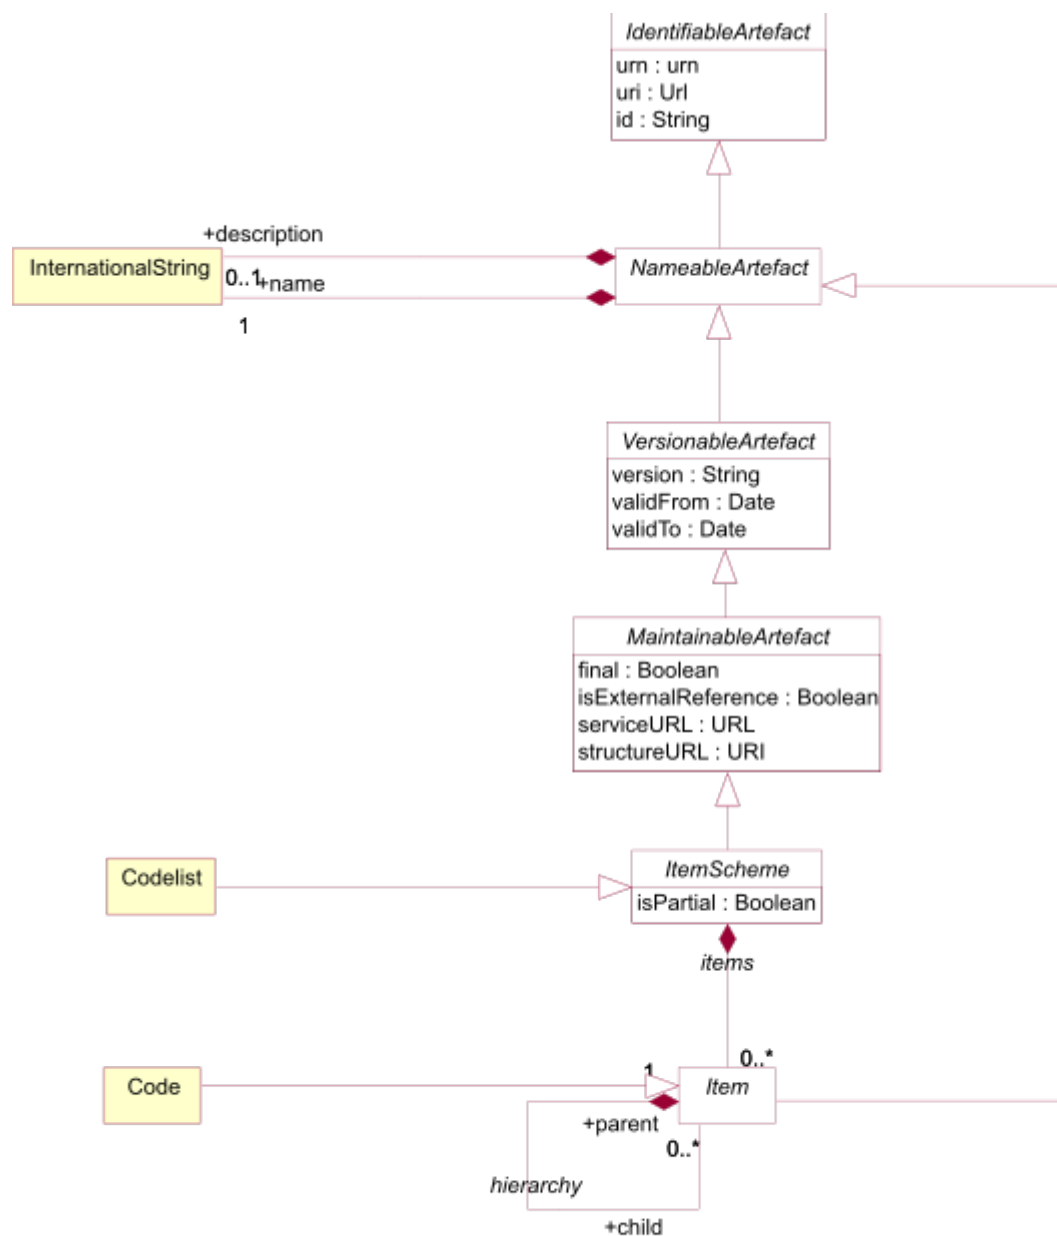 IdentifiableArtefact
urn : urn
uri : Url
id : String
+description
InternationalString
0..1
+name
1
NameableArtefact
VersionableArtefact
version : String
validFrom : Date
validTo : Date
MaintainableArtefact
final : Boolean
isExternalReference : Boolean
serviceURL : URL
structureURL : URI
Codelist
ItemScheme
isPartial : Boolean
items
0..*
Code
1
Item
+parent
0..*
hierarchy
+child